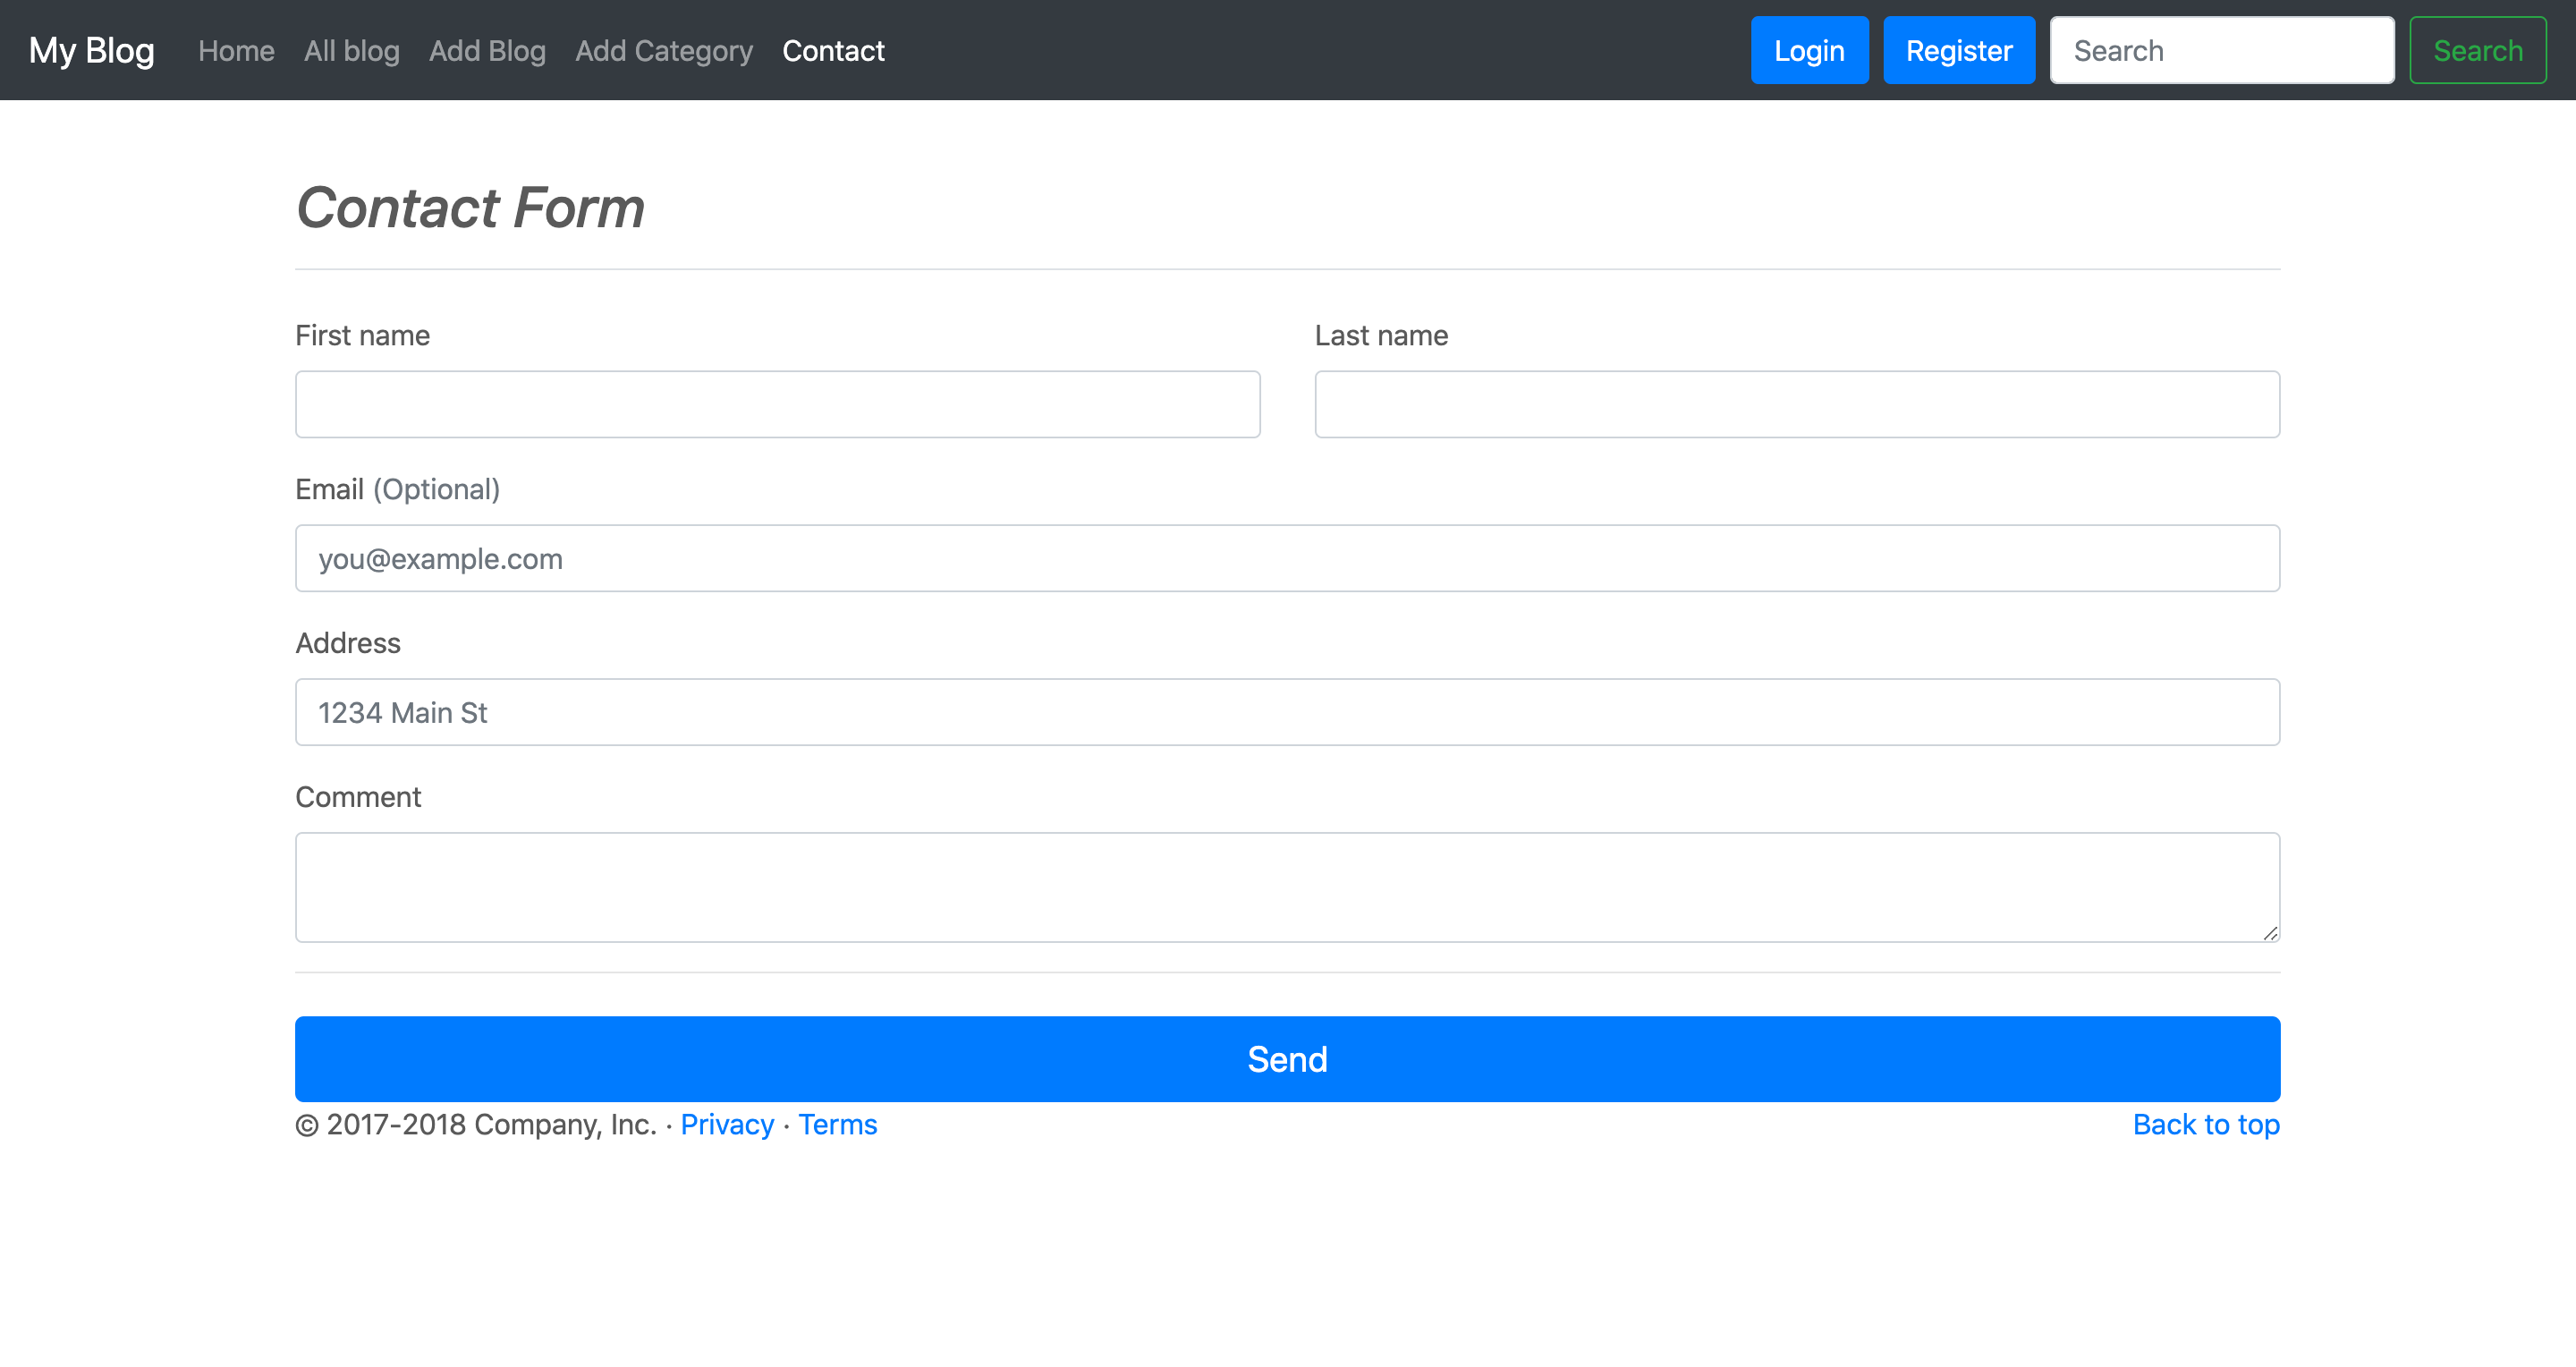 My Blog Home All blog Add Blog Add Category Contact Login Register Search Search
Contact Form
First name Last name
Email (Optional)
you@example.com
Address
1234 Main St
Comment
Send
© 2017-2018 Company, Inc. · Privacy · Terms Back to top